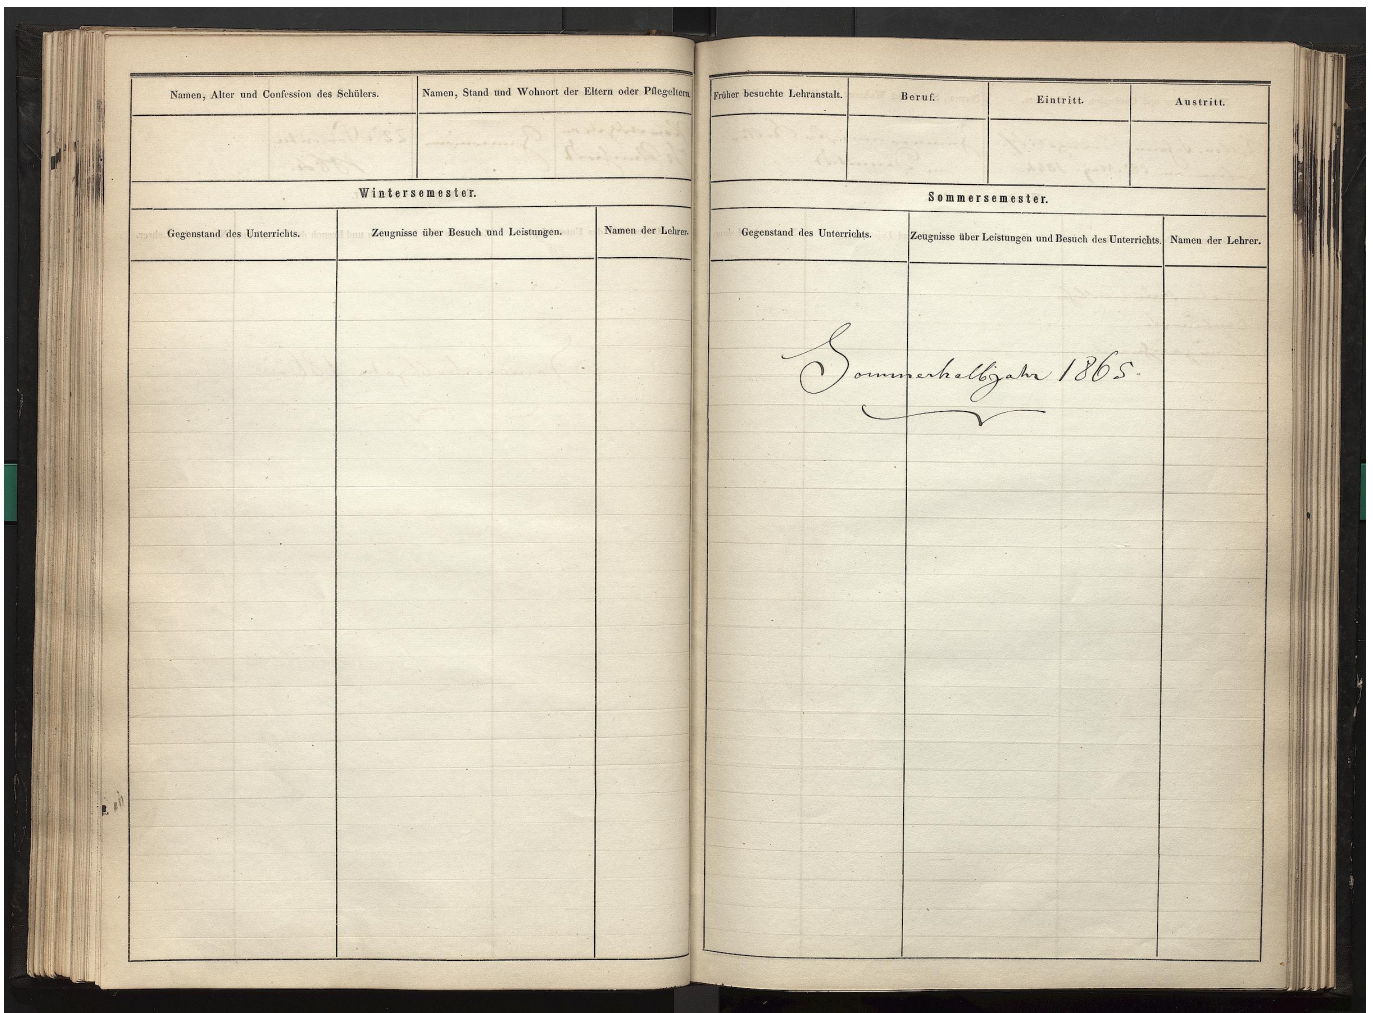 Namen, Alter und Confession des Schülers.
Namen, Stand und Wohnort der Eltern oder Pflegeltern
Wintersemester.
Gegenstand des Unterrichts.
Zeugnisse über Besuch und Leistungen.
Namen der Lehrer.
Früher besuchte Lehranstalt.
Beruf.
Eintritt.
Austritt.
Sommersemester.
Gegenstand des Unterrichts.
Zeugnisse über Leistungen und Besuch des Unterrichts.
Namen der Lehrer.
Sommerhalbjahr 1865.